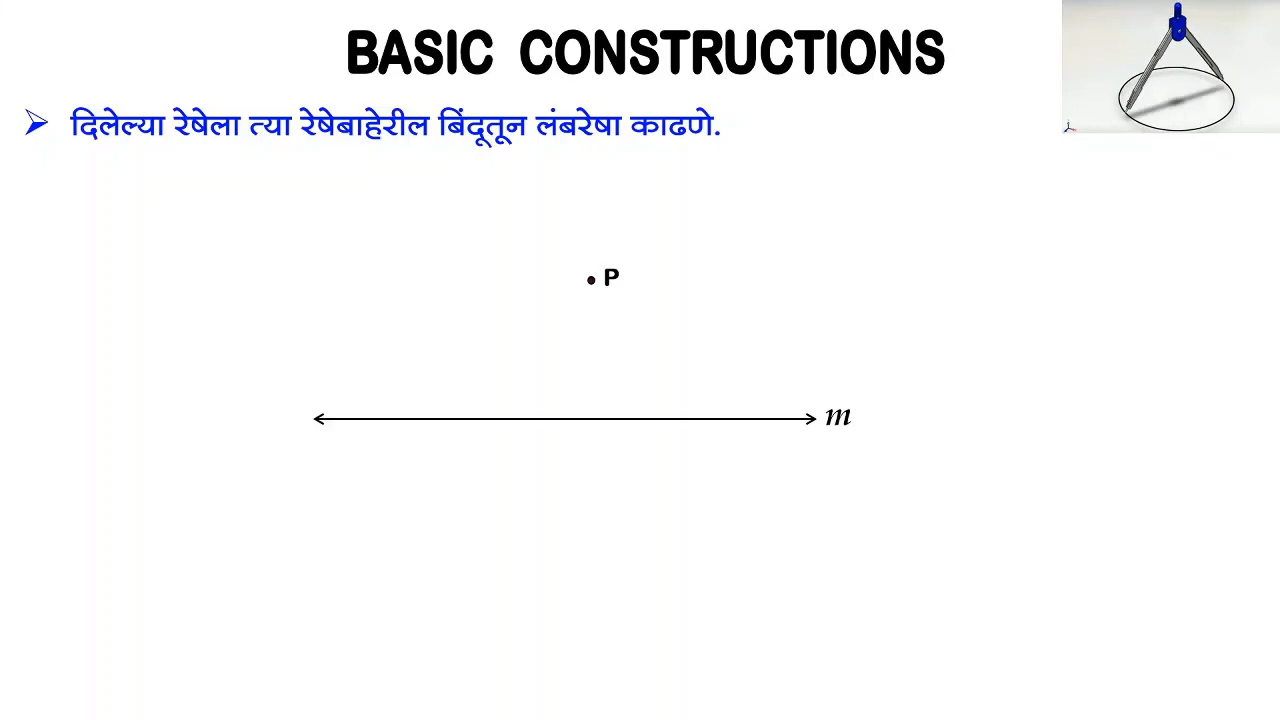 BASIC CONSTRUCTIONS
दिलेल्या रेषेला त्या रेषेबाहेरील बिंदूतून लंबरेषा काढणे.
P
m